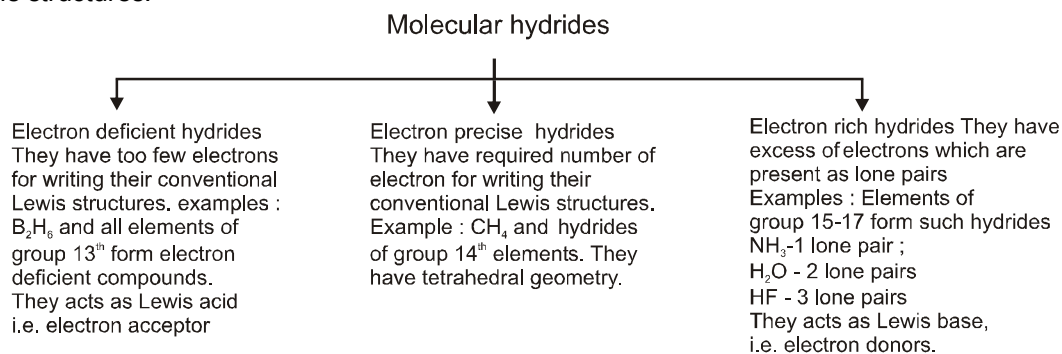 Molecular hydrides
Electron deficient hydrides
They have too few electrons
for writing their conventional
Lewis structures. examples :
B₂H₆ and all elements of
group 13ᵗʰ form electron
deficient compounds.
They acts as Lewis acid
i.e. electron acceptor
Electron precise hydrides
They have required number of
electron for writing their
conventional Lewis structures.
Example : CH₄ and hydrides
of group 14ᵗʰ elements. They
have tetrahedral geometry.
Electron rich hydrides They have
excess of electrons which are
present as lone pairs
Examples : Elements of
group 15-17 form such hydrides
NH₃-1 lone pair ;
H₂O - 2 lone pairs
HF - 3 lone pairs
They acts as Lewis base,
i.e. electron donors.